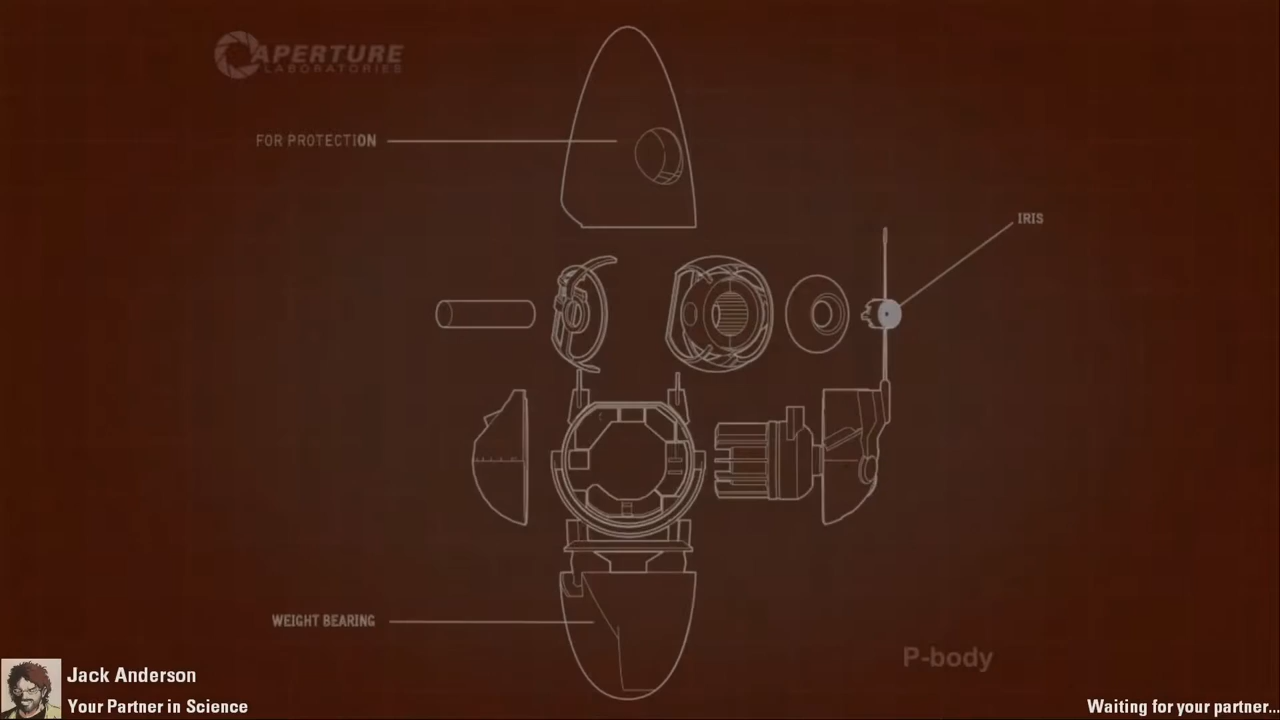 APERTURE
LABORATORIES
FOR PROTECTION
IRIS
WEIGHT BEARING
P-body
Jack Anderson
Your Partner in Science
Waiting for your partner...